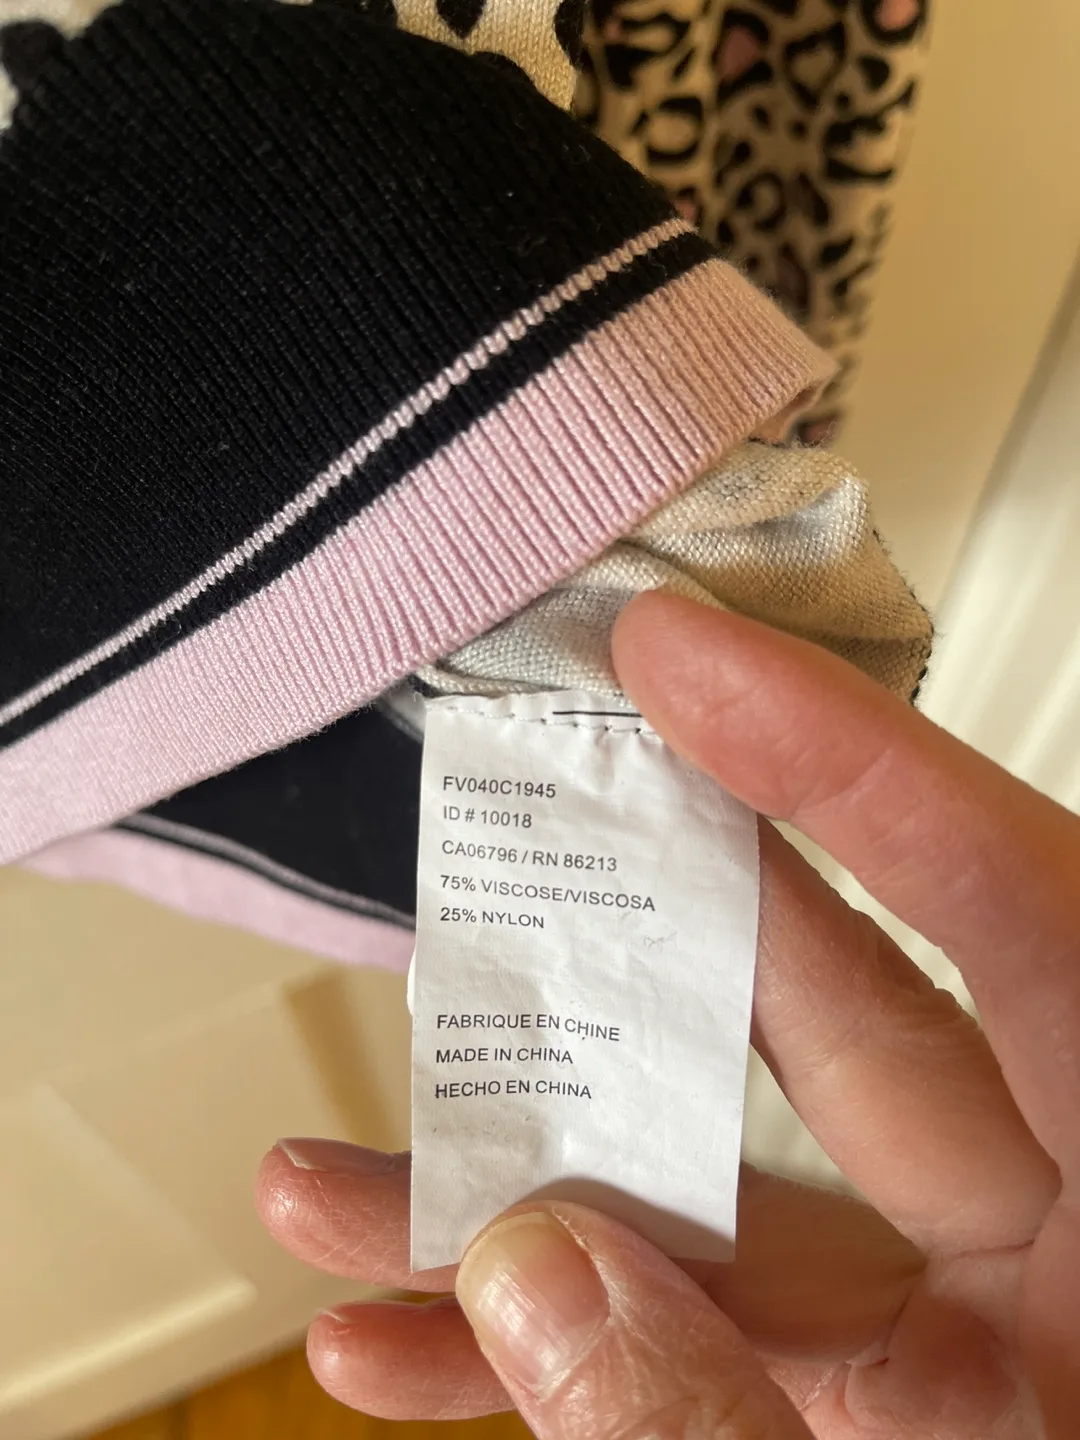 FV040C1945
ID # 10018
CA06796 / RN 86213
75% VISCOSE/VISCOSA
25% NYLON
FABRIQUE EN CHINE
MADE IN CHINA
HECHO EN CHINA